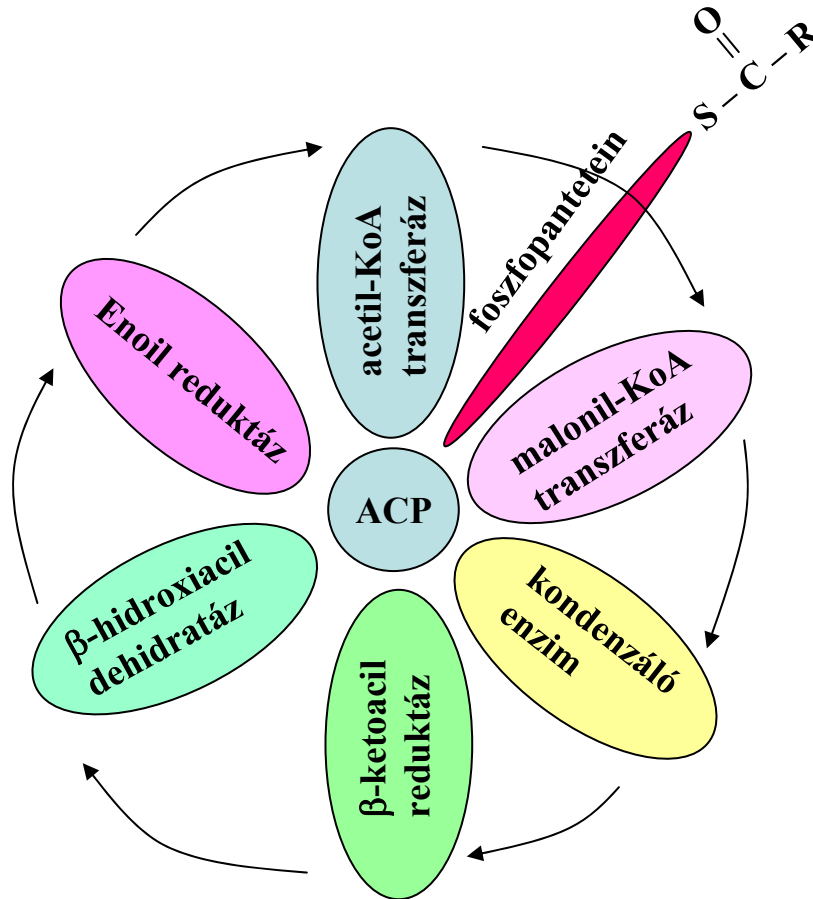 O
S – C – R
foszfopantetein
acetil-KoA
transzferáz
malonil-KoA
transzferáz
kondenzáló
enzim
β-ketoacil
reduktáz
β-hidroxiacil
dehidratáz
Enoil reduktáz
ACP